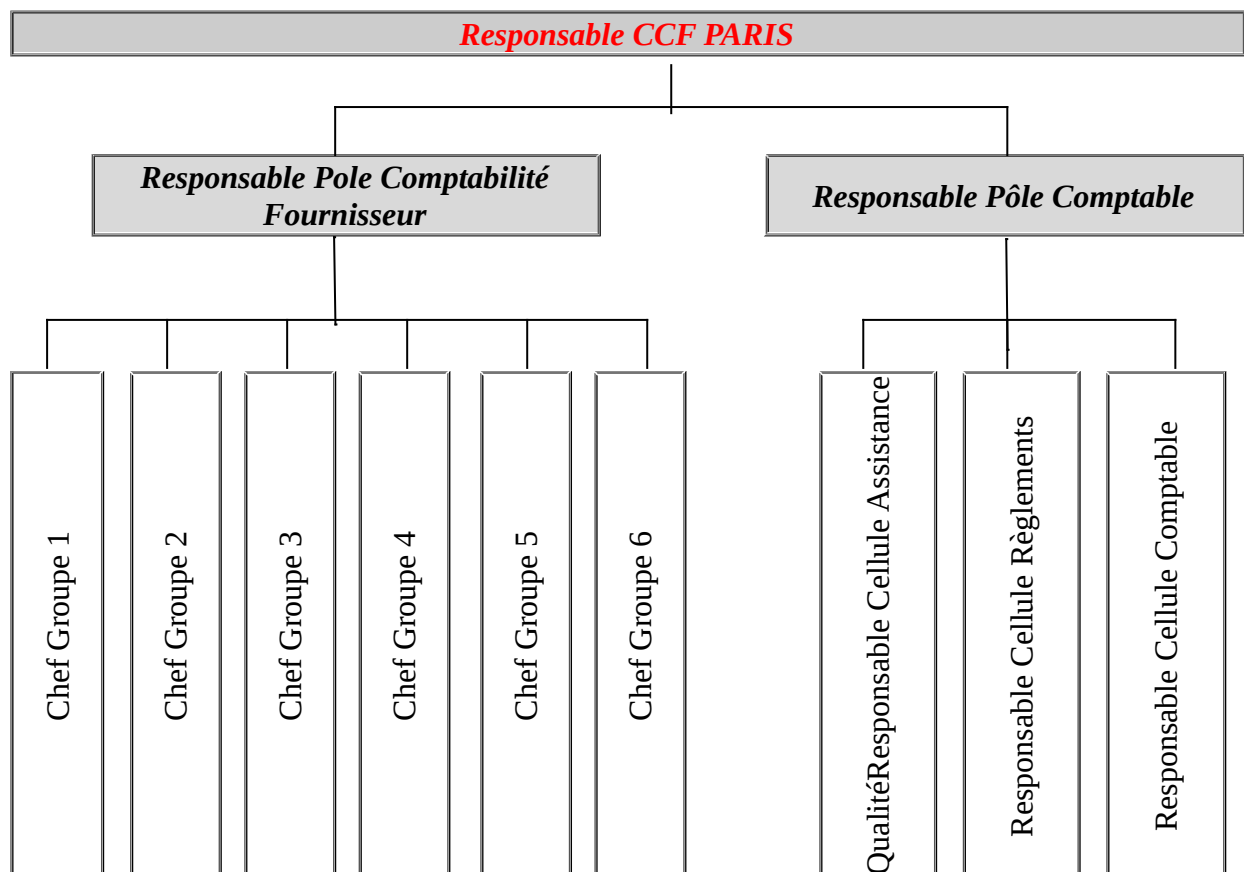 Responsable CCF PARIS
Responsable Pole Comptabilité
Fournisseur
Responsable Pôle Comptable
Chef Groupe 1
Chef Groupe 2
Chef Groupe 3
Chef Groupe 4
Chef Groupe 5
Chef Groupe 6
QualitéResponsable Cellule Assistance
Responsable Cellule Règlements
Responsable Cellule Comptable